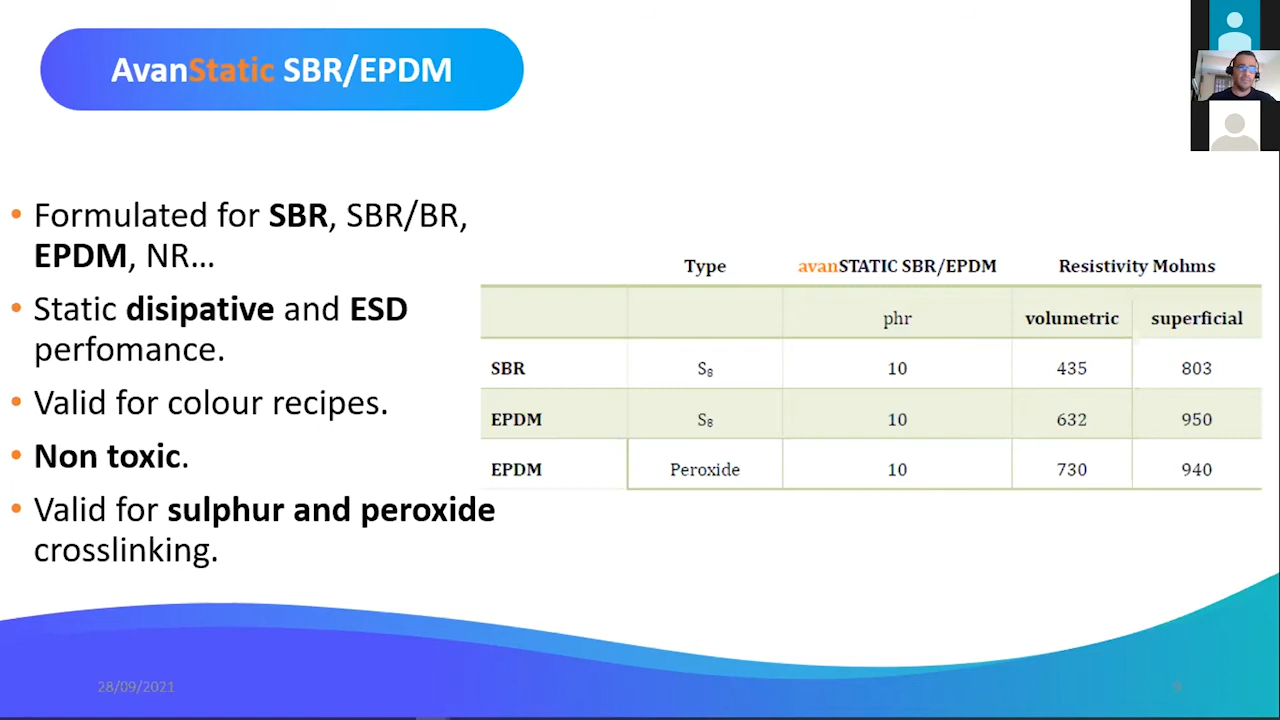 AvanStatic SBR/EPDM
• Formulated for SBR, SBR/BR,
EPDM, NR...
• Static disipative and ESD
perfomance.
• Valid for colour recipes.
• Non toxic.
• Valid for sulphur and peroxide
crosslinking.
Type avanSTATIC SBR/EPDM Resistivity Mohms
phr volumetric superficial
SBR S₈ 10 435 803
EPDM S₈ 10 632 950
EPDM Peroxide 10 730 940
28/09/2021